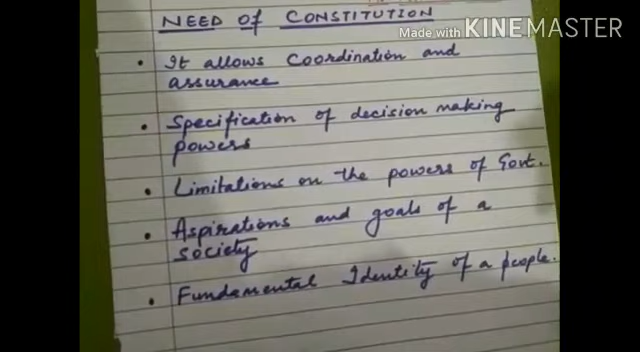 NEED OF CONSTITUTION
Made with KINEMASTER
• It allows coordination and
assurance
• Specification of decision making
powers
• Limitations on the powers of Govt.
• Aspirations and goals of a
society
• Fundamental Identity of a people.